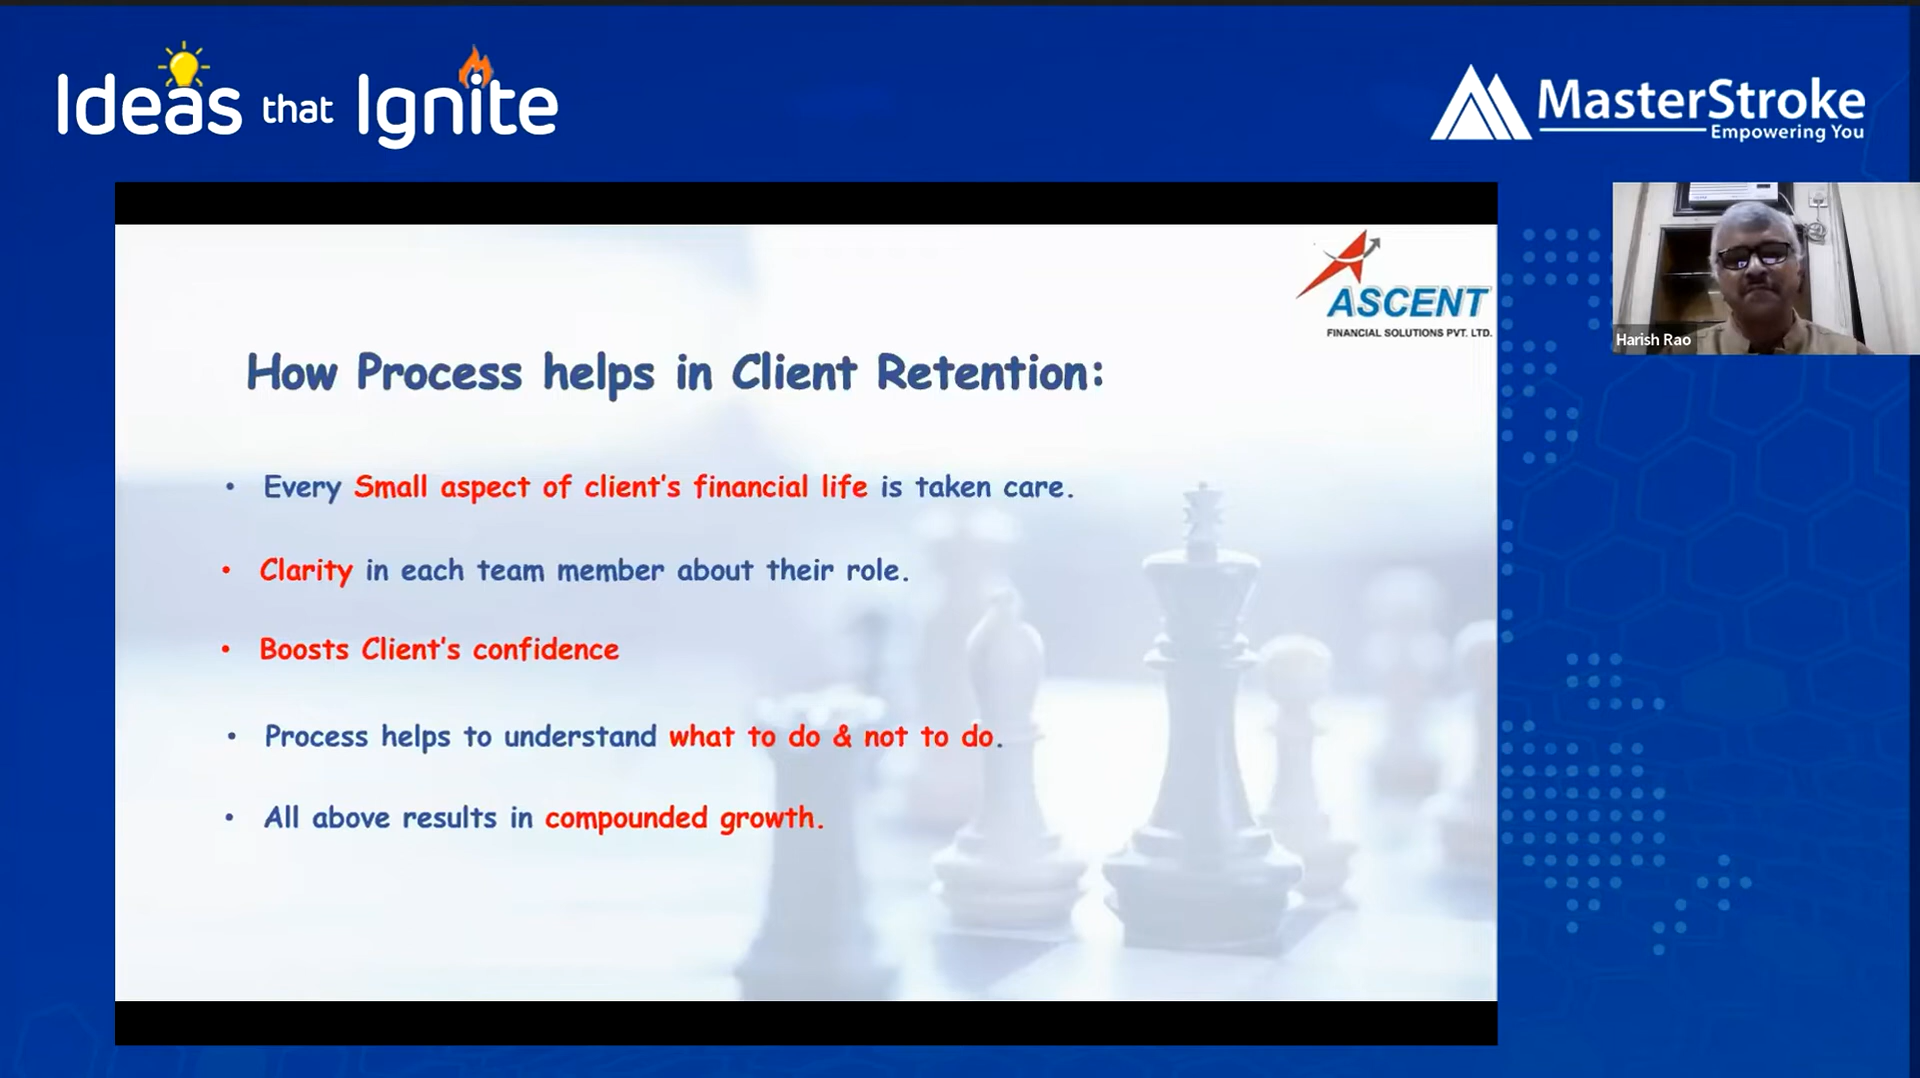 Ideas that Ignite
MasterStroke
Empowering You
ASCENT
FINANCIAL SOLUTIONS PVT. LTD.
Harish Rao
How Process helps in Client Retention:
• Every Small aspect of client's financial life is taken care.
• Clarity in each team member about their role.
• Boosts Client's confidence
• Process helps to understand what to do & not to do.
• All above results in compounded growth.